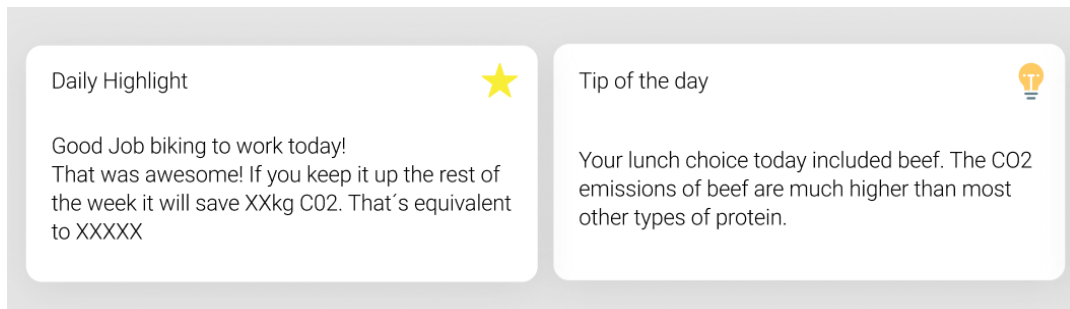 Daily Highlight
Good Job biking to work today!
That was awesome! If you keep it up the rest of
the week it will save XXkg C02. That´s equivalent
to XXXXX
Tip of the day
Your lunch choice today included beef. The CO2
emissions of beef are much higher than most
other types of protein.